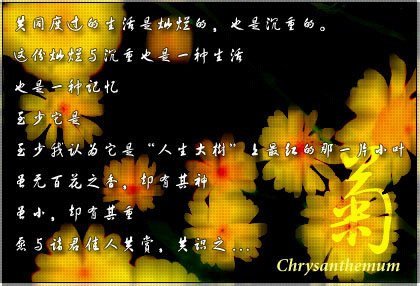 共同度过的生活是灿烂的，也是沉重的。
这份灿烂与沉重也是一种生活
也是一种记忆
至少它是
至少我认为它是“人生大樹”上最红的那一片小叶
虽无百花之香，却有其神
虽小，却有其重
愿与诸君佳人共赏，共识之...
菊
Chrysanthemum